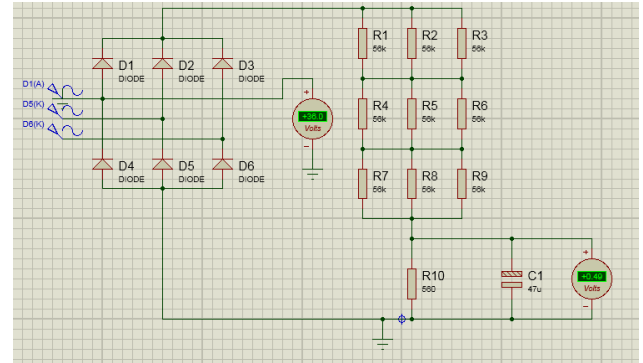 R1
56k
R2
56k
R3
56k
D1
DIODE
D2
DIODE
D3
DIODE
D1(A)
D5(K)
D6(K)
+36.0
Volts
R4
56k
R5
56k
R6
56k
D4
DIODE
D5
DIODE
D6
DIODE
R7
56k
R8
56k
R9
56k
R10
560
C1
47u
+0.49
Volts